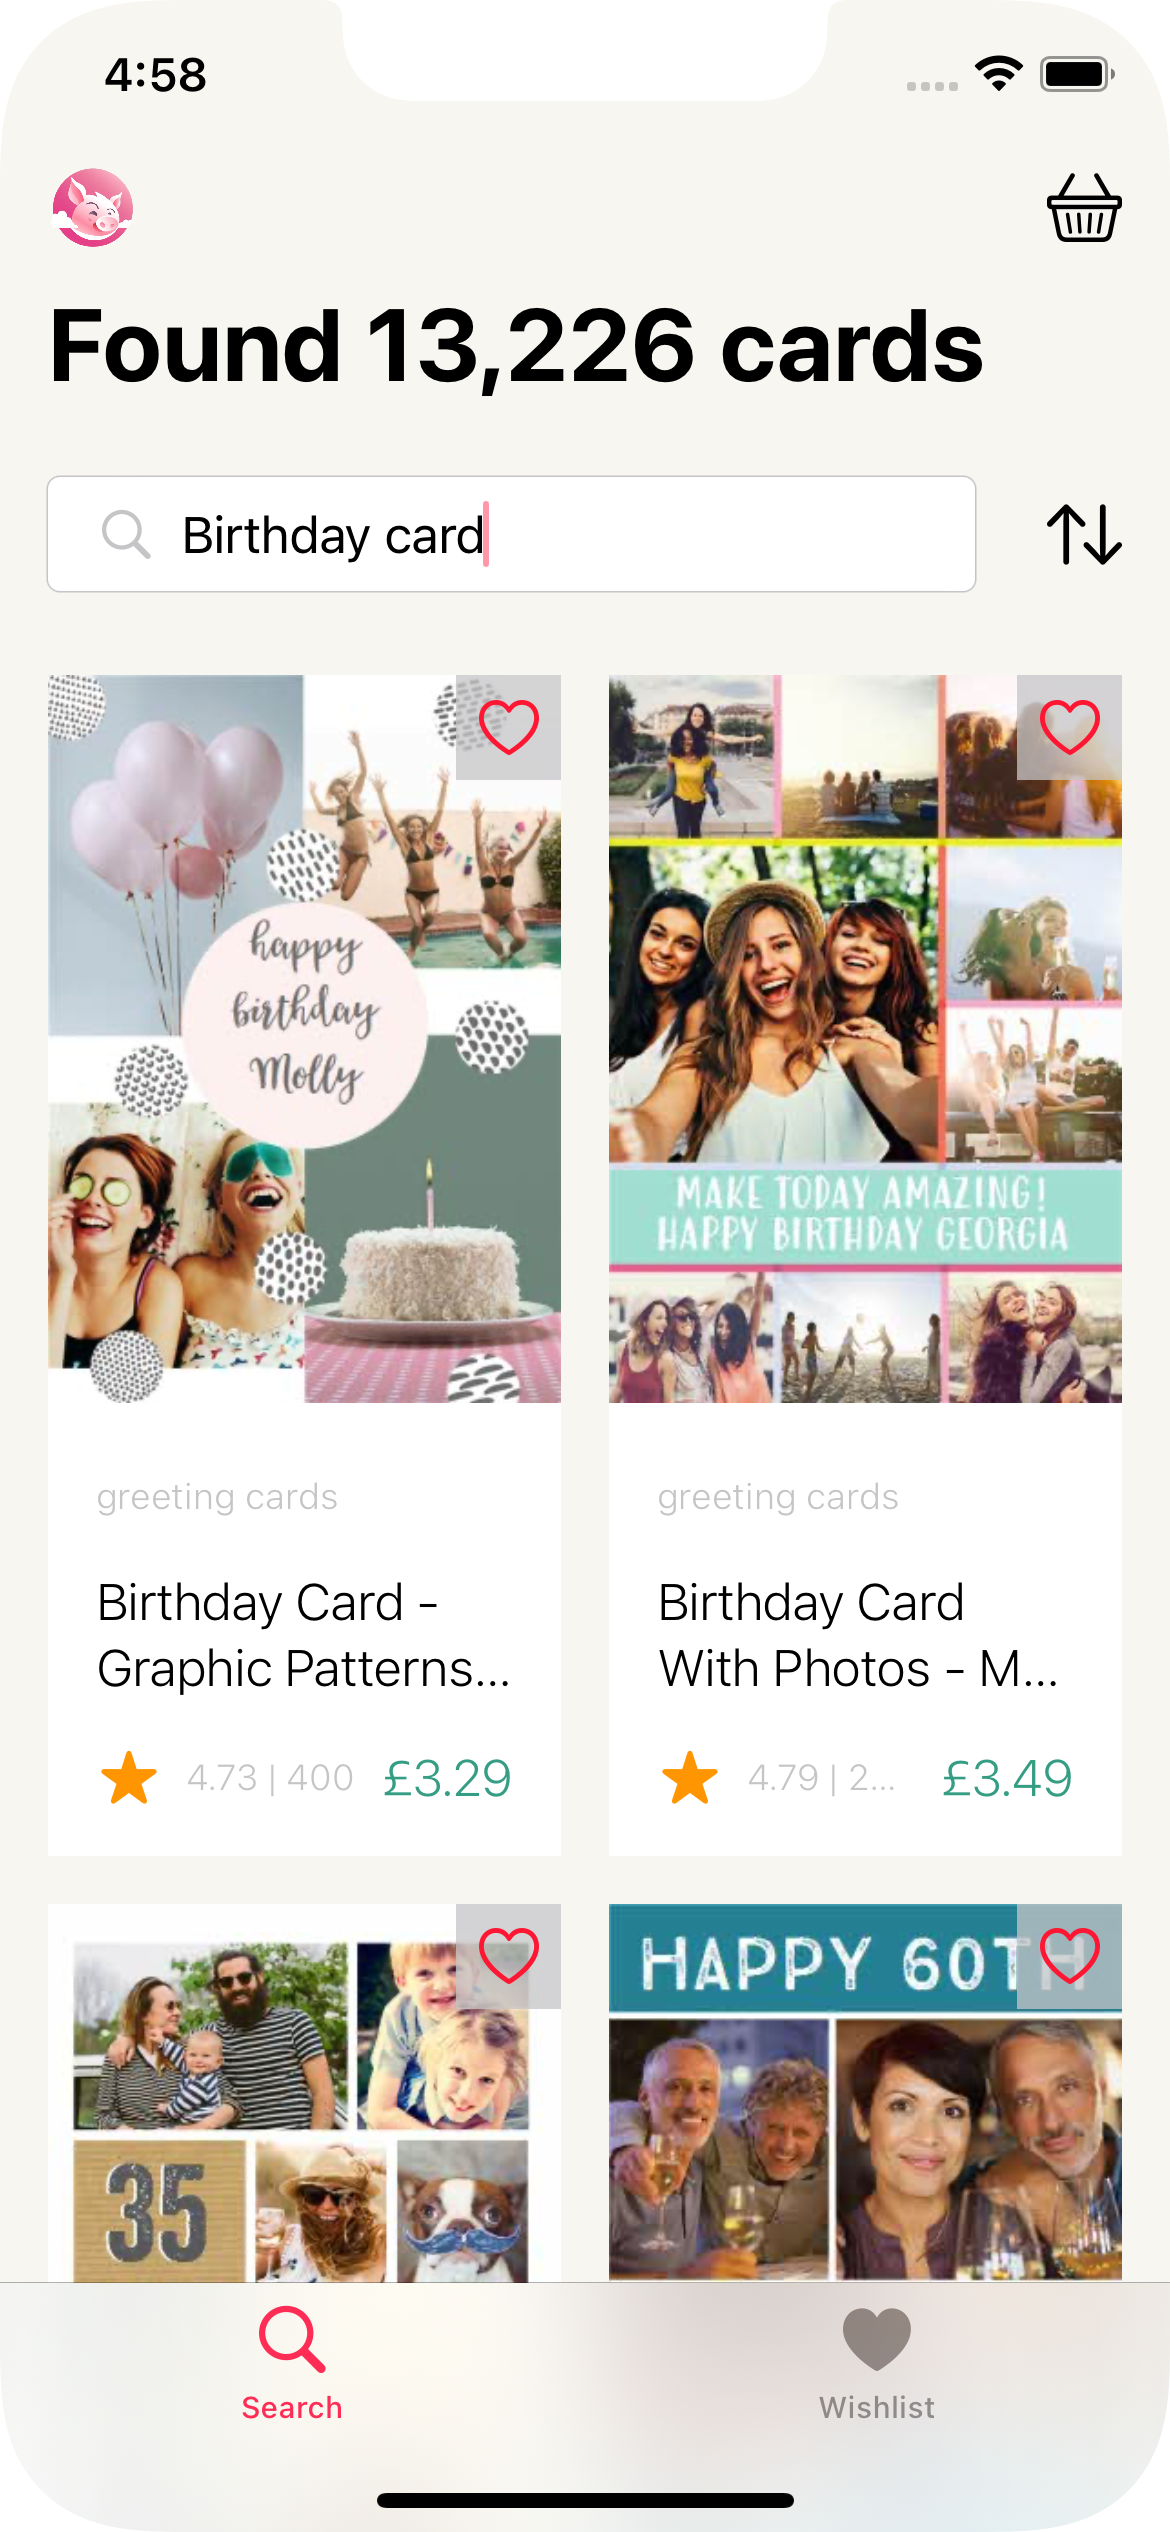 4:58
Found 13,226 cards
Birthday card
happy
birthday
Molly
MAKE TODAY AMAZING!
HAPPY BIRTHDAY GEORGIA
greeting cards
greeting cards
Birthday Card -
Graphic Patterns...
Birthday Card
With Photos - M...
4.73 | 400
£3.29
4.79 | 2...
£3.49
HAPPY 60TH
35
Search
Wishlist